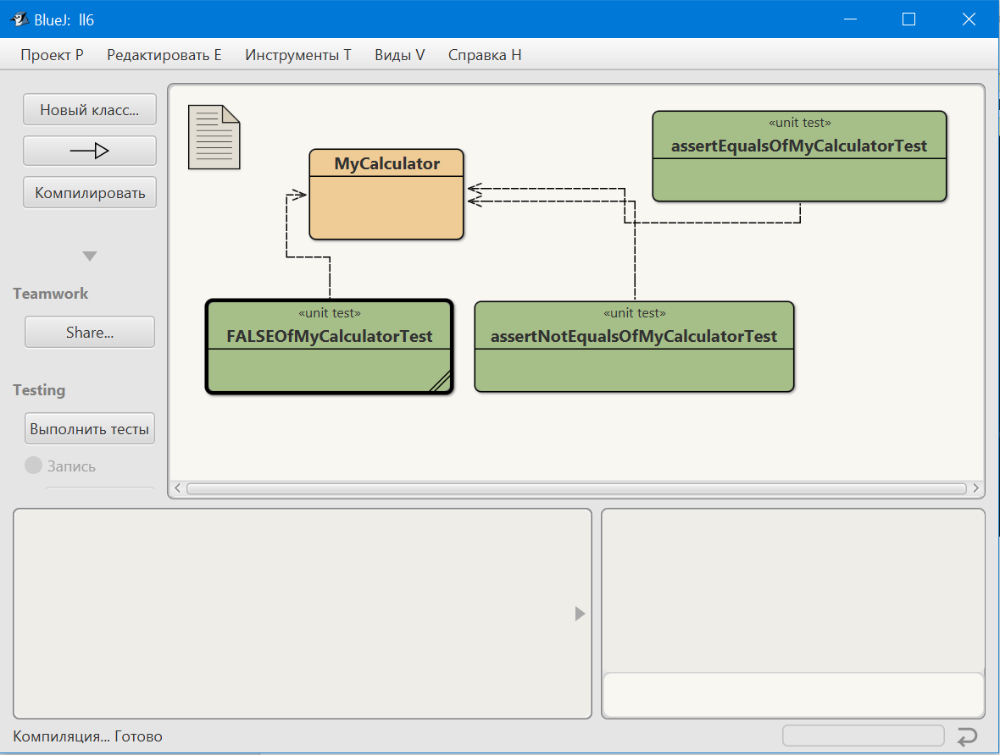 BlueJ: ll6
Проект P Редактировать E Инструменты T Виды V Справка H
Новый класс...
Компилировать
Teamwork
Share...
Testing
Выполнить тесты
Запись
MyCalculator
«unit test»
assertEqualsOfMyCalculatorTest
«unit test»
FALSEOfMyCalculatorTest
«unit test»
assertNotEqualsOfMyCalculatorTest
Компиляция... Готово